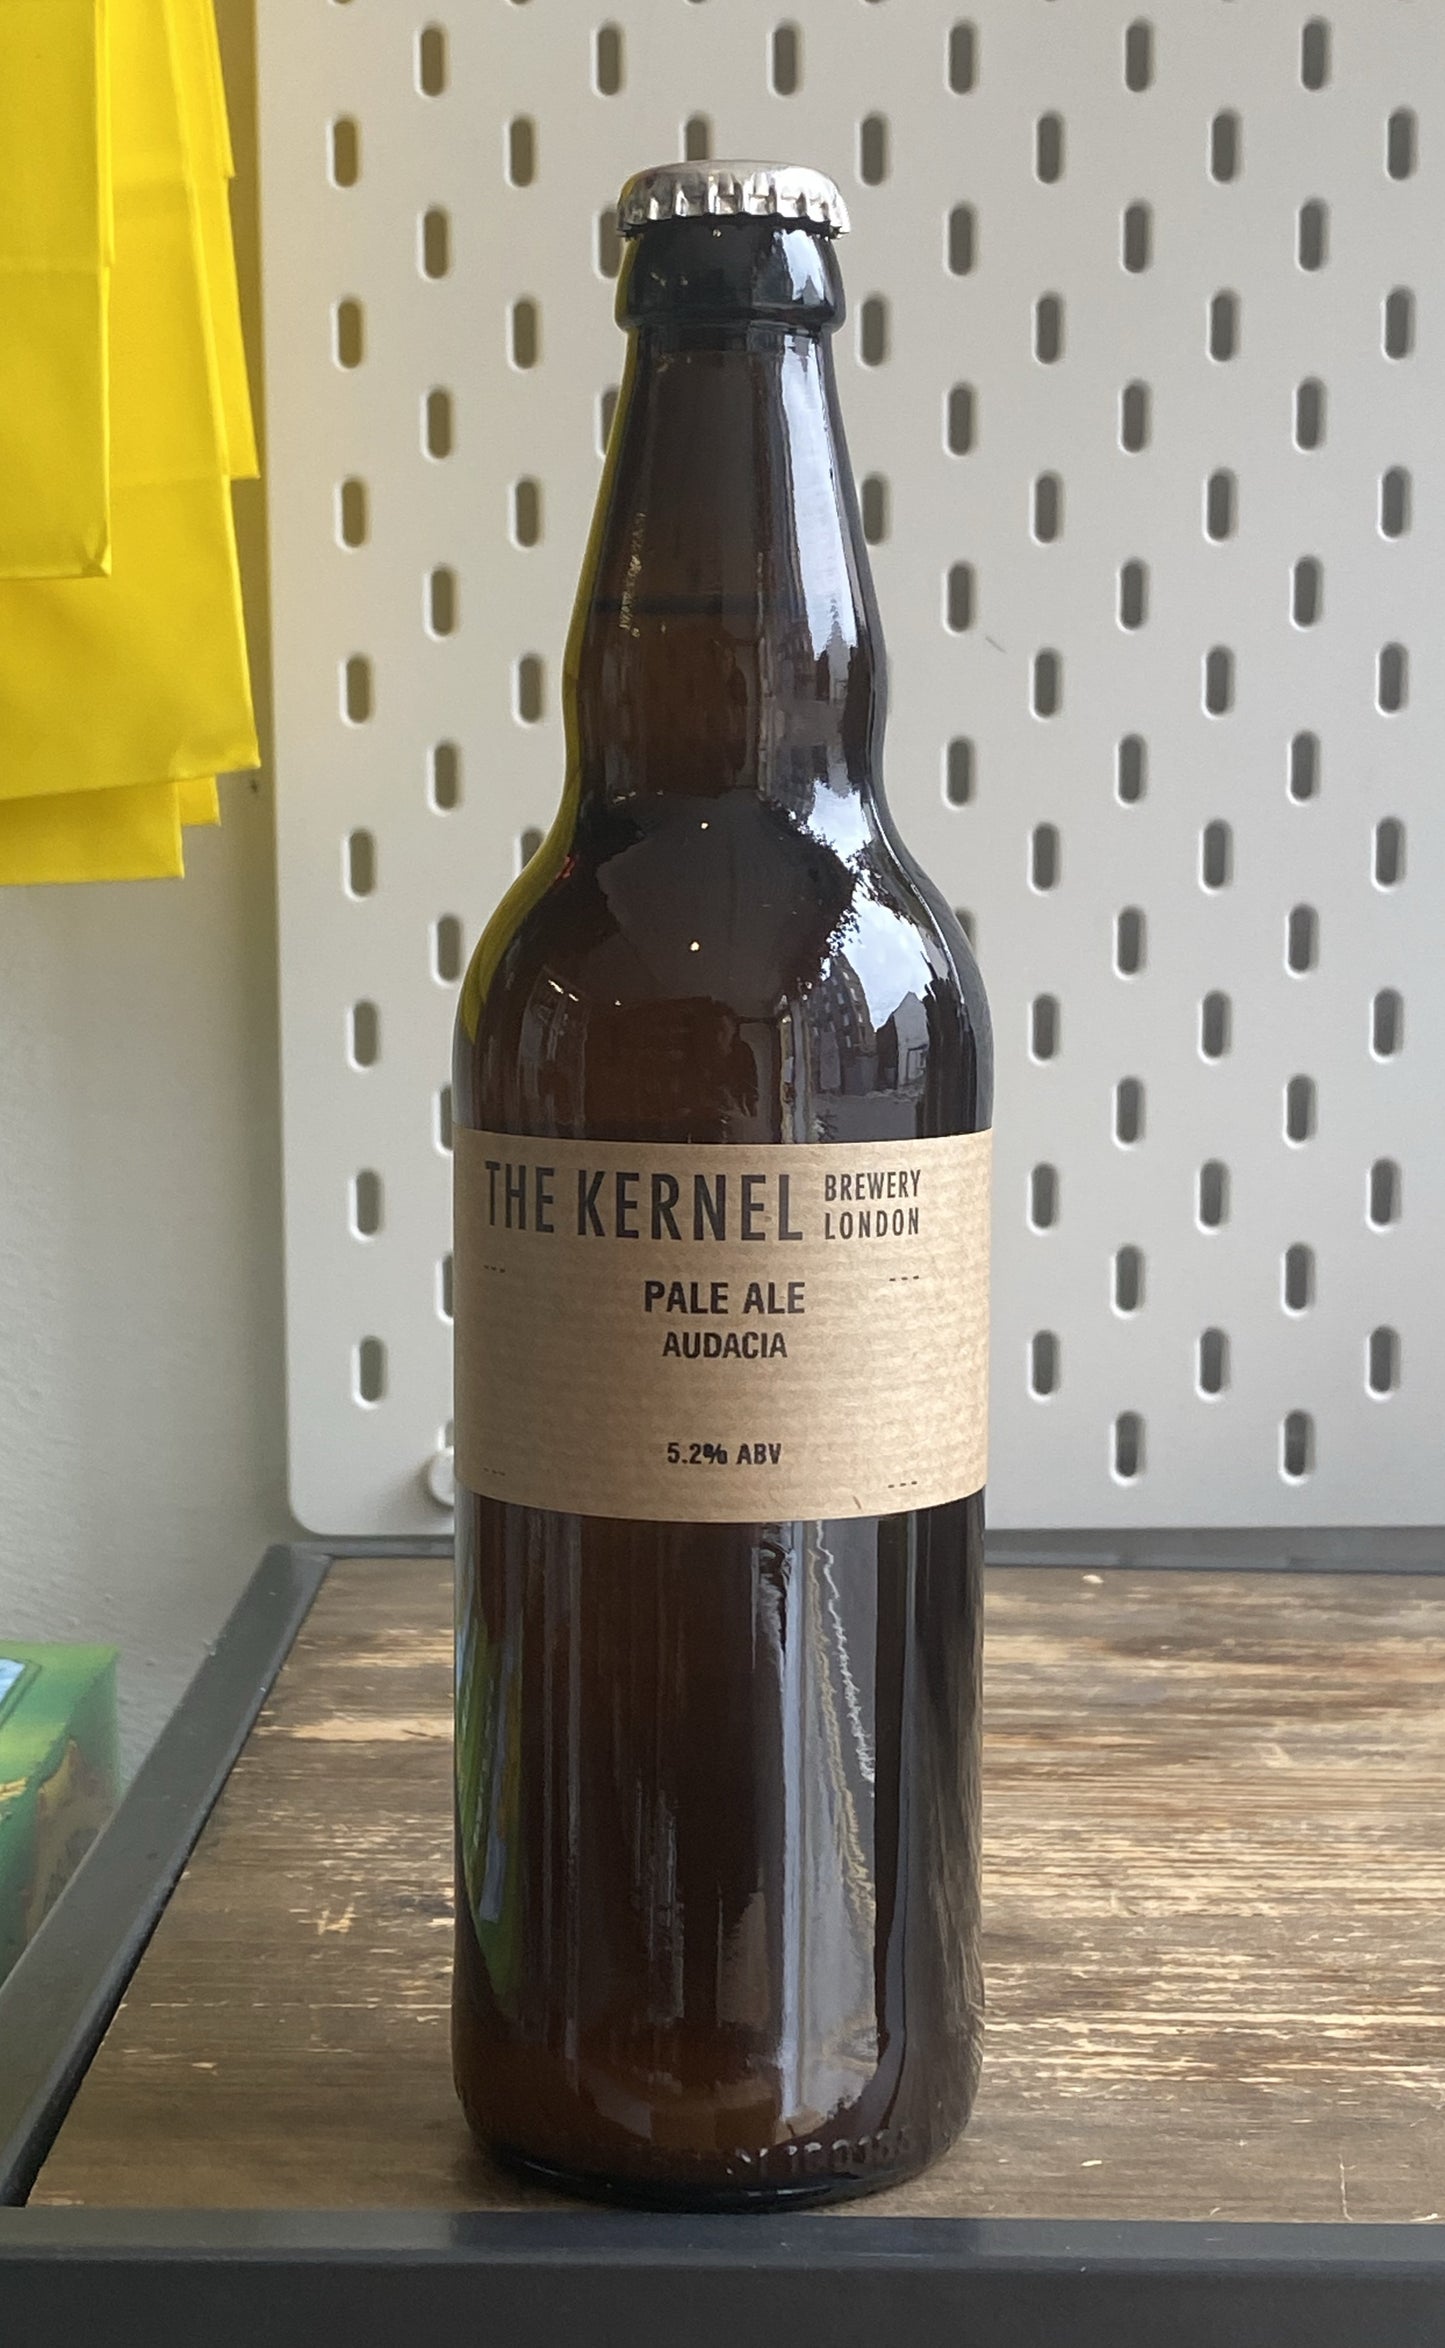 THE KERNEL BREWERY LONDON
PALE ALE
AUDACIA
5.2% ABV